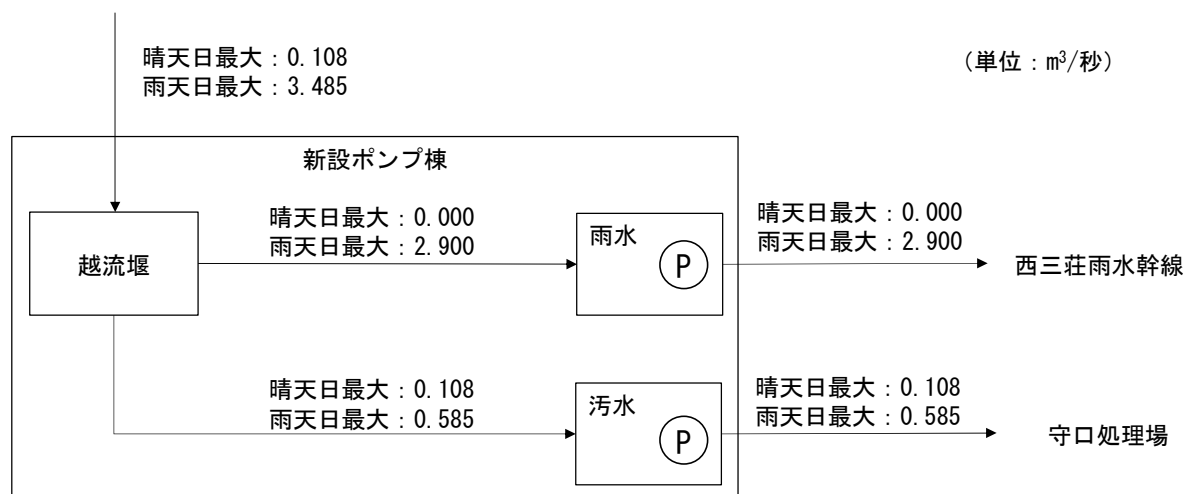 晴天日最大：0.108
雨天日最大：3.485
（単位：m³/秒）
新設ポンプ棟
越流堰
晴天日最大：0.000
雨天日最大：2.900
雨水
P
晴天日最大：0.000
雨天日最大：2.900
西三荘雨水幹線
晴天日最大：0.108
雨天日最大：0.585
汚水
P
晴天日最大：0.108
雨天日最大：0.585
守口処理場